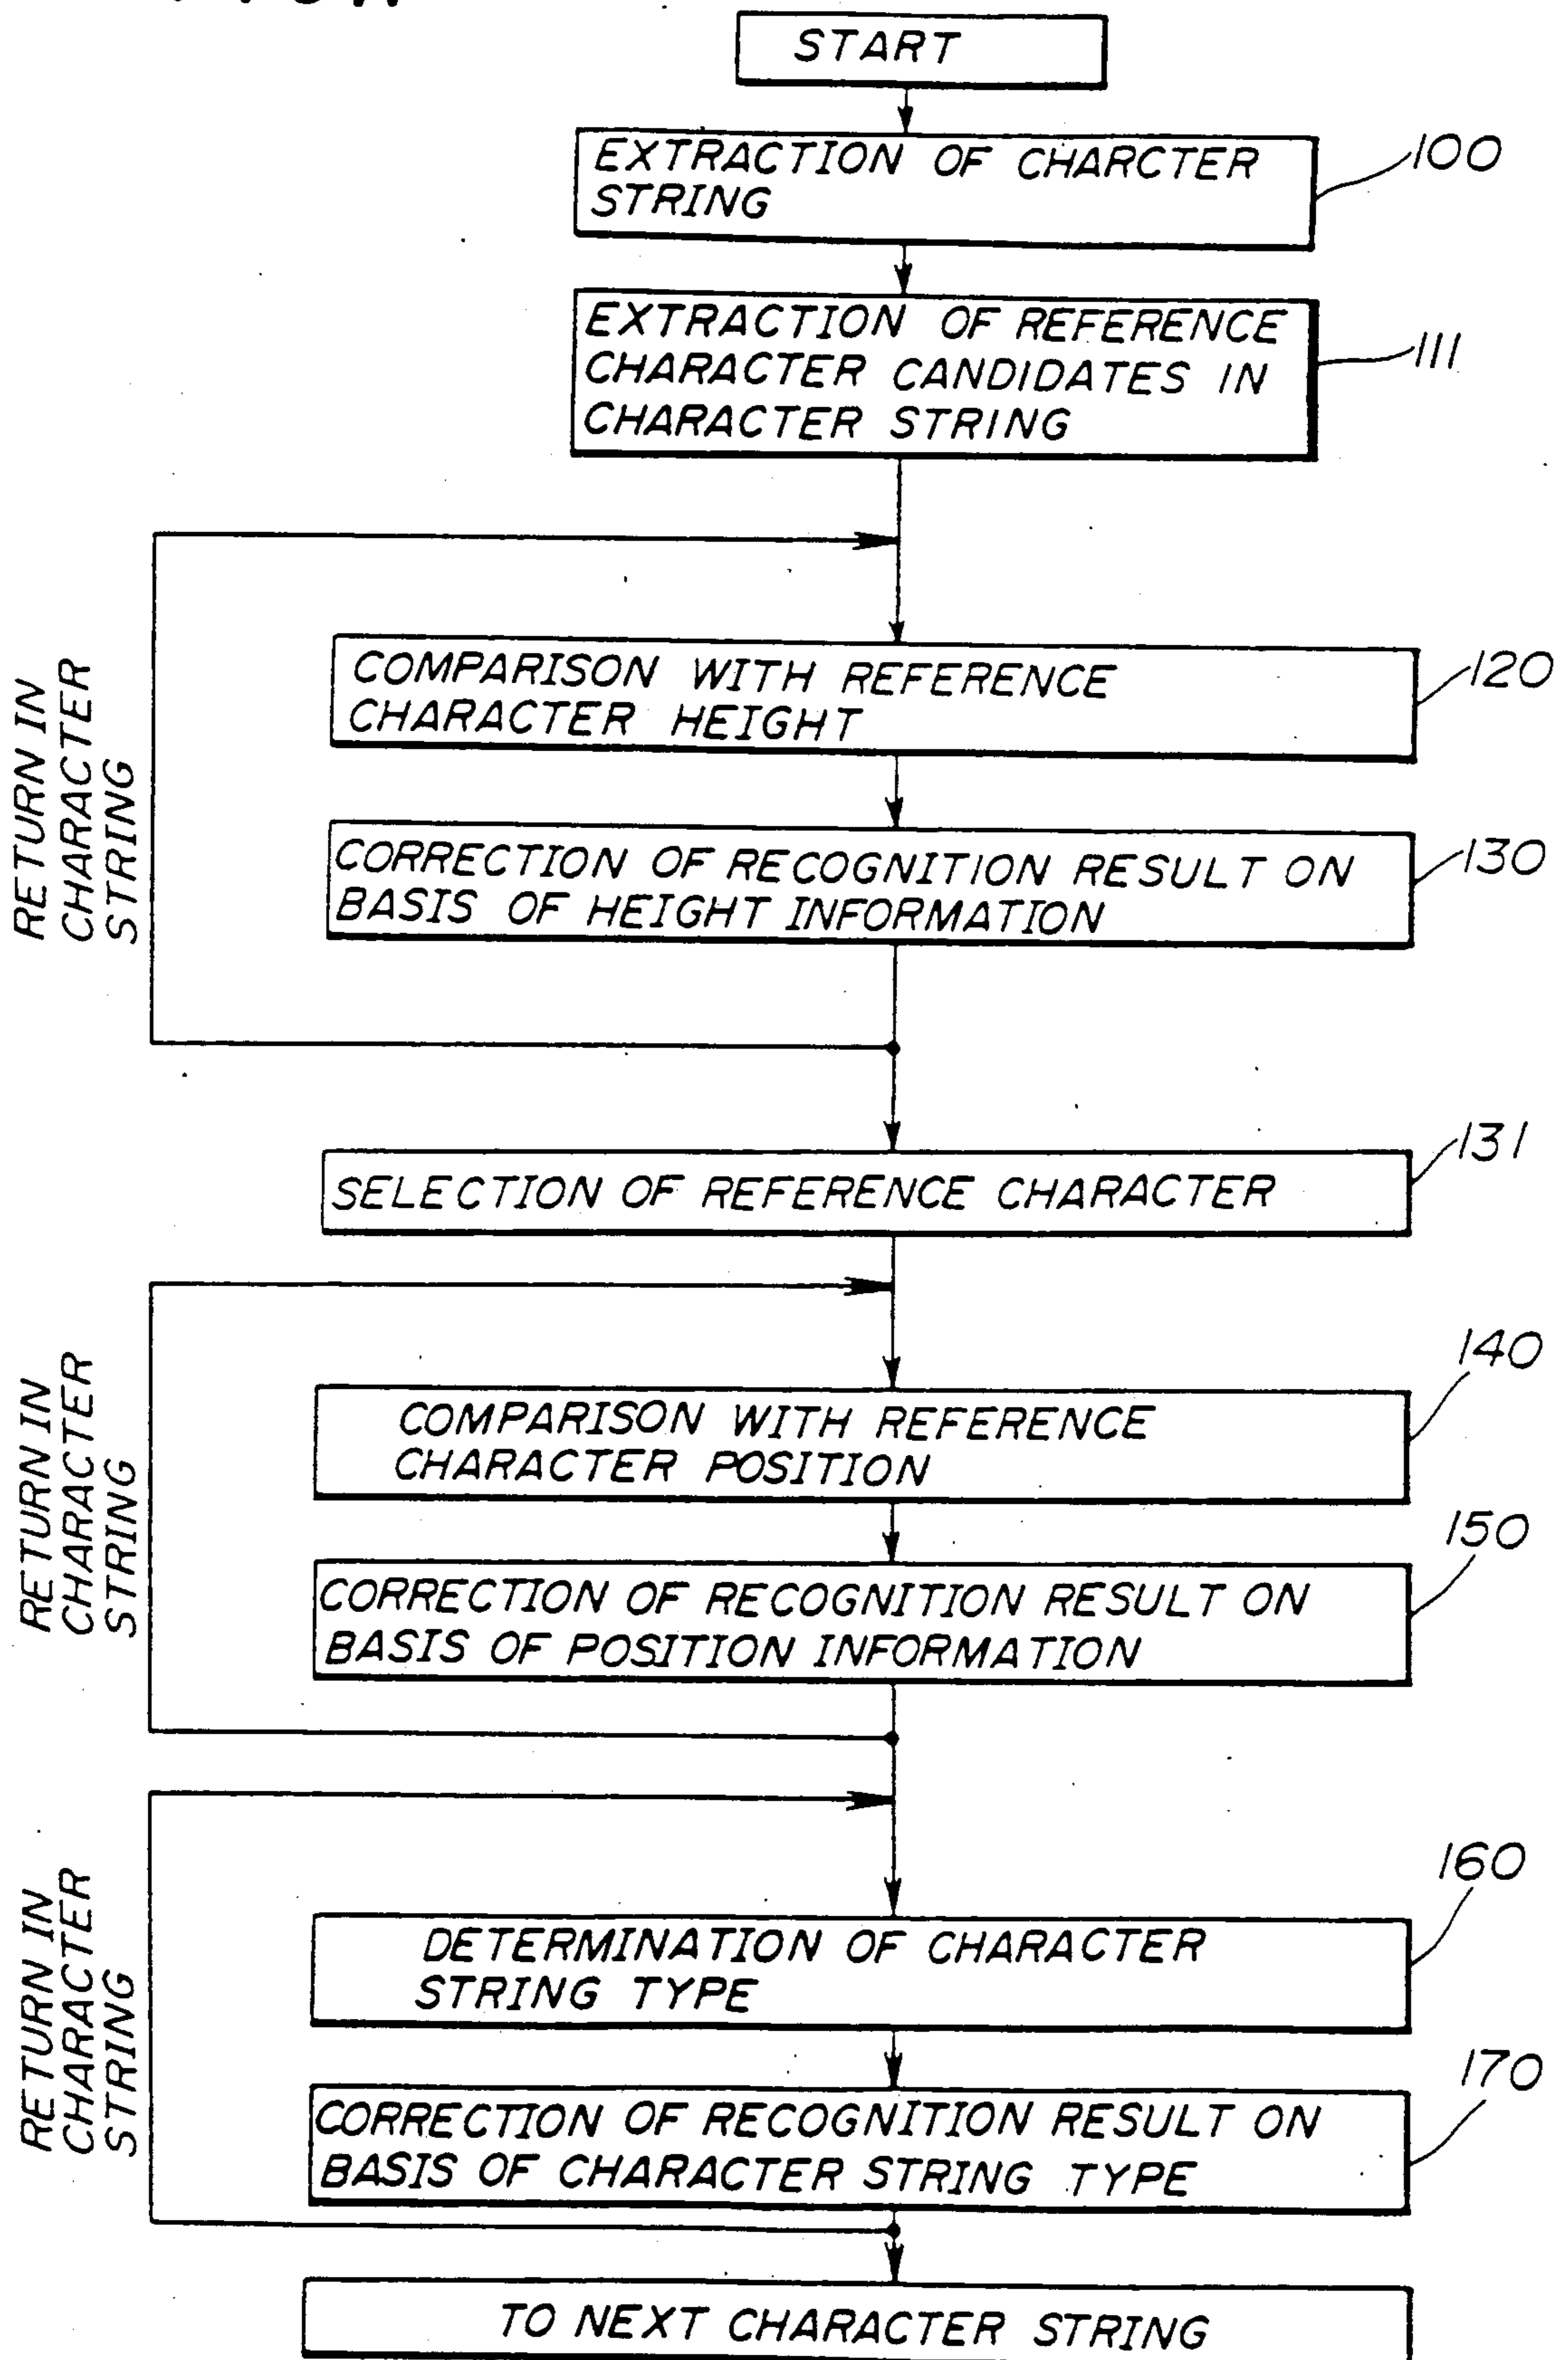 START
EXTRACTION OF CHARCTER
STRING
100
EXTRACTION OF REFERENCE
CHARACTER CANDIDATES IN
CHARACTER STRING
111
RETURN IN
CHARACTER
STRING
COMPARISON WITH REFERENCE
CHARACTER HEIGHT
120
CORRECTION OF RECOGNITION RESULT ON
BASIS OF HEIGHT INFORMATION
130
SELECTION OF REFERENCE CHARACTER
131
RETURN IN
CHARACTER
STRING
COMPARISON WITH REFERENCE
CHARACTER POSITION
140
CORRECTION OF RECOGNITION RESULT ON
BASIS OF POSITION INFORMATION
150
RETURN IN
CHARACTER
STRING
DETERMINATION OF CHARACTER
STRING TYPE
160
CORRECTION OF RECOGNITION RESULT ON
BASIS OF CHARACTER STRING TYPE
170
TO NEXT CHARACTER STRING